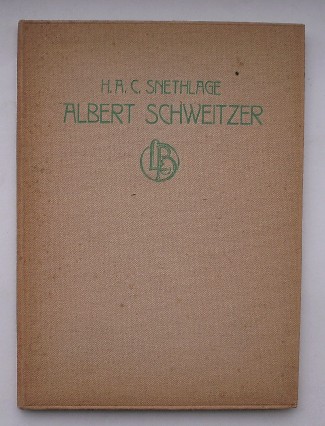 H. A. C. SNETHLAGE
ALBERT SCHWEITZER